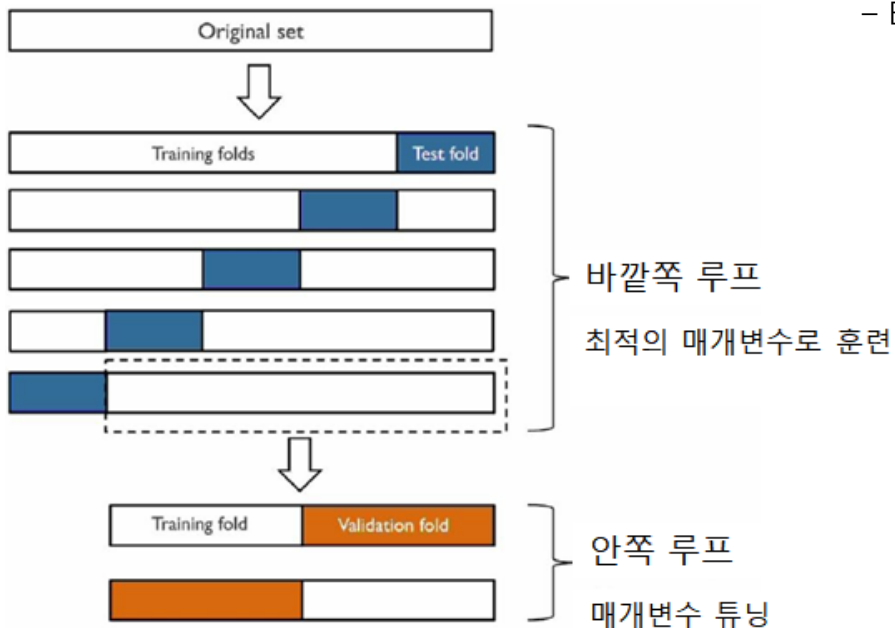 Original set
Training folds
Test fold
바깥쪽 루프
최적의 매개변수로 훈련
Training fold
Validation fold
안쪽 루프
매개변수 튜닝